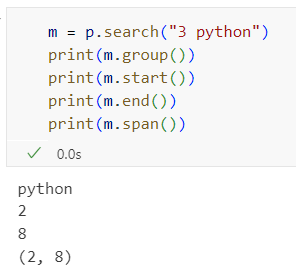 m = p.search("3 python")
print(m.group())
print(m.start())
print(m.end())
print(m.span())
0.0s
python
2
8
(2, 8)